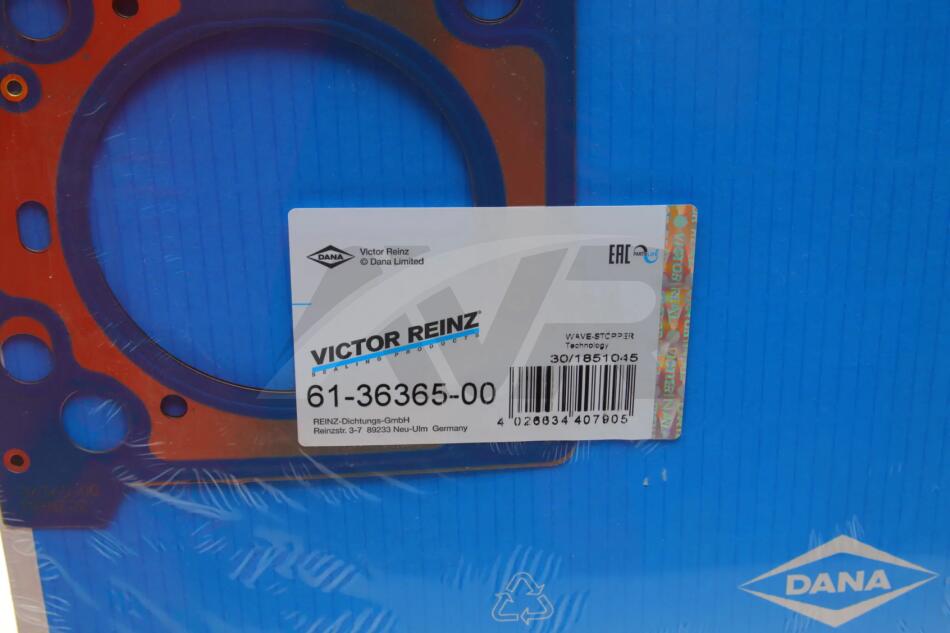 DANA
Victor Reinz
© Dana Limited
EAC
VICTOR REINZ®
SEALING PRODUCTS
WAVE-STOPPER
Technology
30/1851045
61-36365-00
REINZ-Dichtungs-GmbH
Reinzstr. 3-7 89233 Neu-Ulm Germany
4 026634 407905
DANA